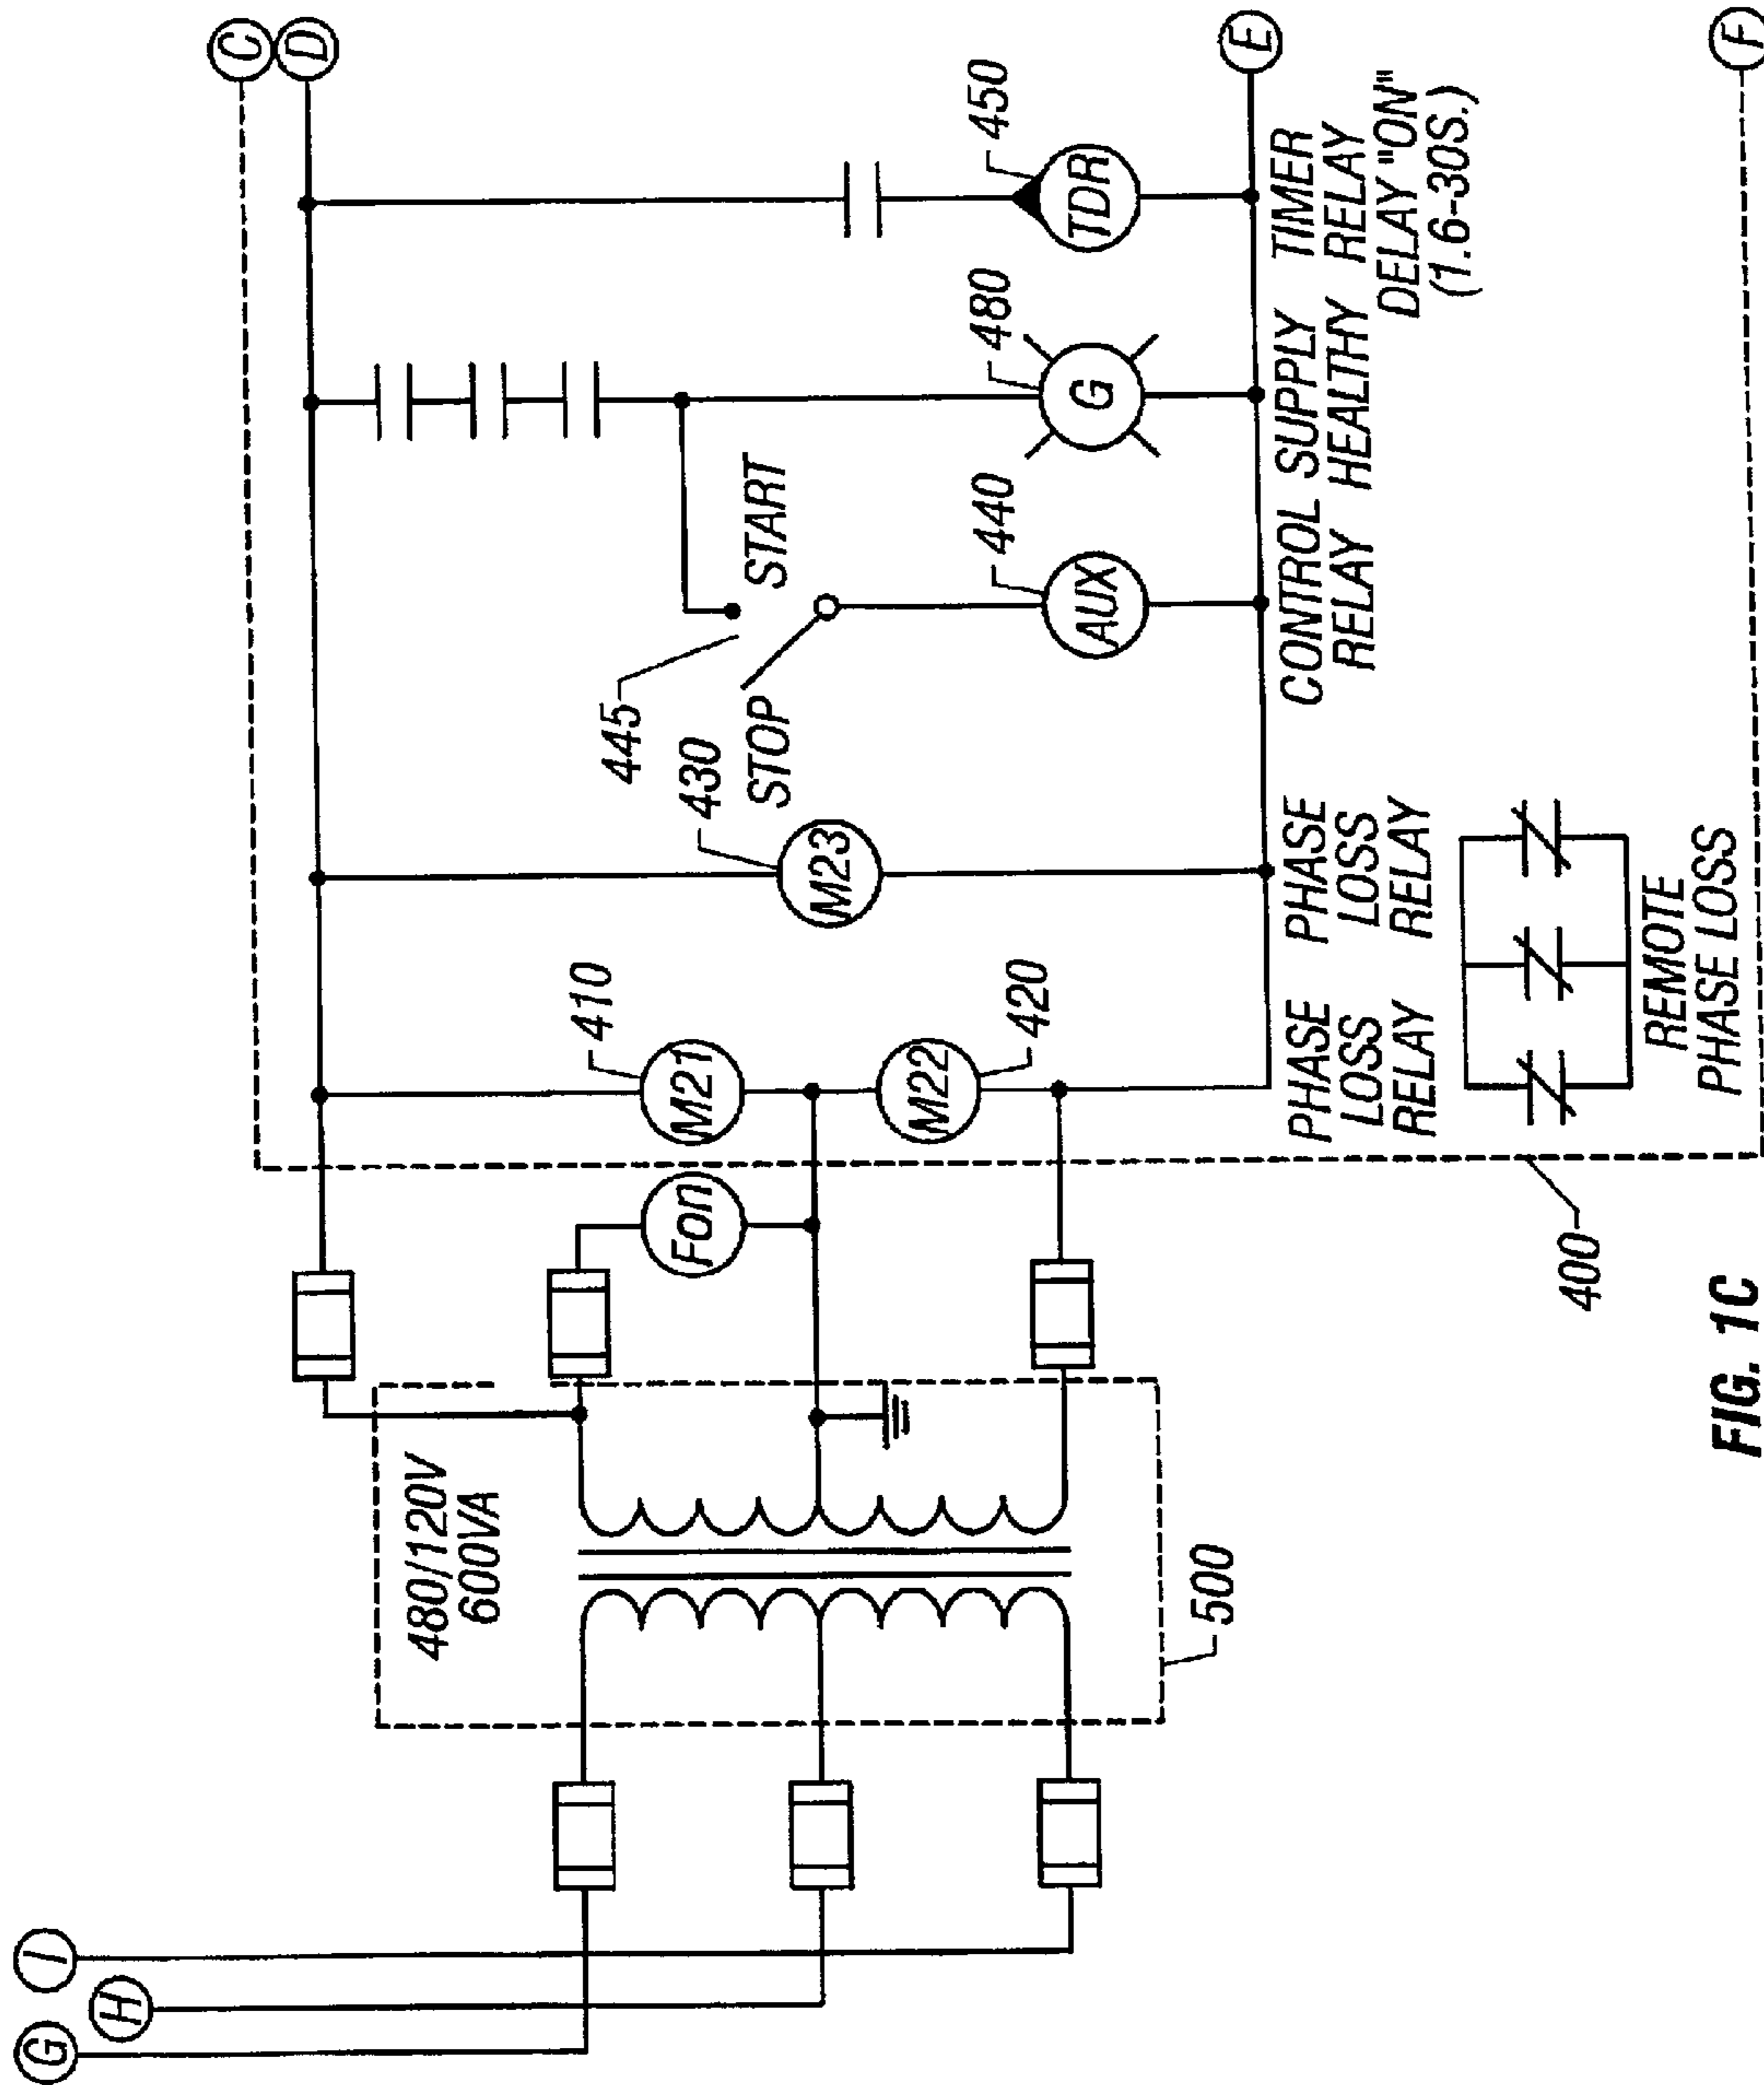 C
D
G
H
I
480/120V
600VA
500
Fon
M21
410
M22
420
M23
430
445
START
STOP
AUX
440
G
480
TDR
450
E
PHASE
LOSS
RELAY
PHASE
LOSS
RELAY
CONTROL
RELAY
SUPPLY
HEALTHY
TIMER
RELAY
DELAY "ON"
(1.6-30S.)
REMOTE
PHASE LOSS
400
F
FIG. 1C